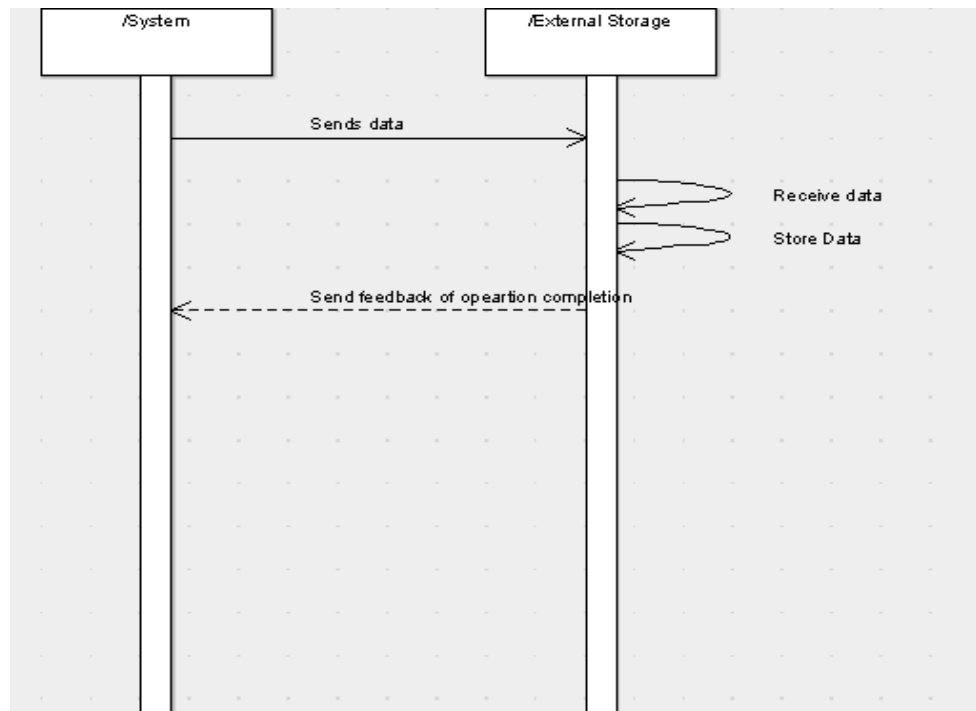 /System
/External Storage
Sends data
Receive data
Store Data
Send feedback of opeartion completion